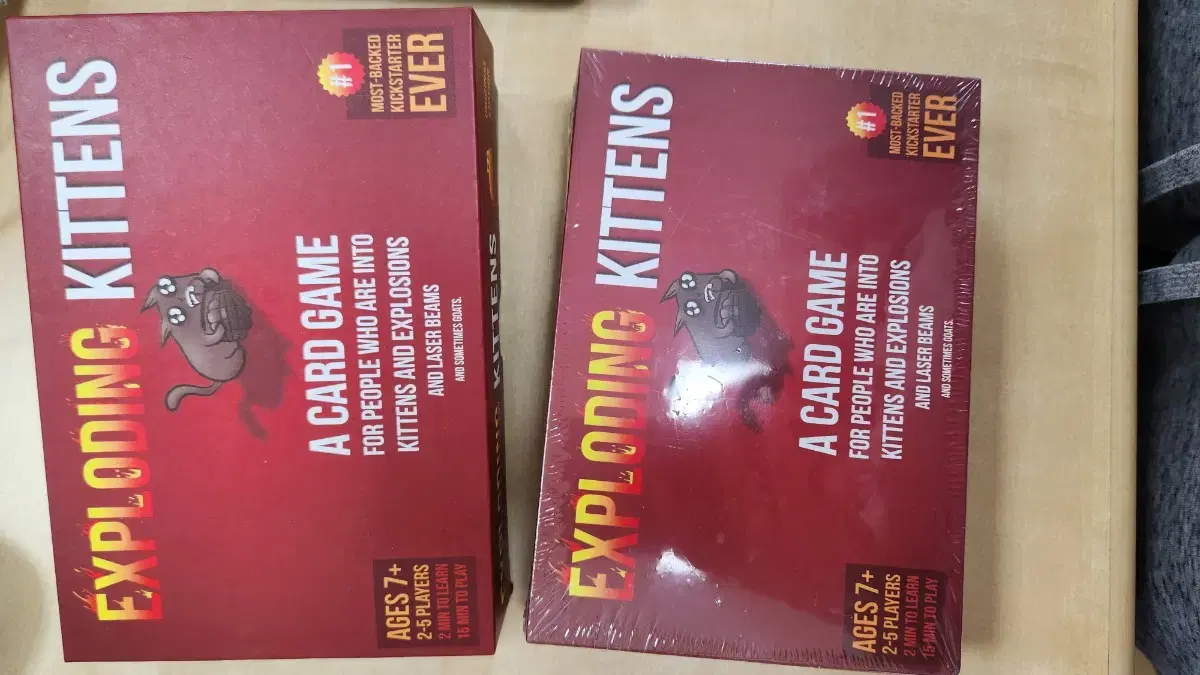 EXPLODING KITTENS
#1
MOST-BACKED
KICKSTARTER
EVER
A CARD GAME
FOR PEOPLE WHO ARE INTO
KITTENS AND EXPLOSIONS
AND LASER BEAMS
AND SOMETIMES GOATS.
AGES 7+
2-5 PLAYERS
2 MIN TO LEARN
15 MIN TO PLAY
EXPLODING KITTENS
EXPLODING KITTENS
#1
MOST-BACKED
KICKSTARTER
EVER
A CARD GAME
FOR PEOPLE WHO ARE INTO
KITTENS AND EXPLOSIONS
AND LASER BEAMS
AND SOMETIMES GOATS.
AGES 7+
2-5 PLAYERS
2 MIN TO LEARN
15 MIN TO PLAY